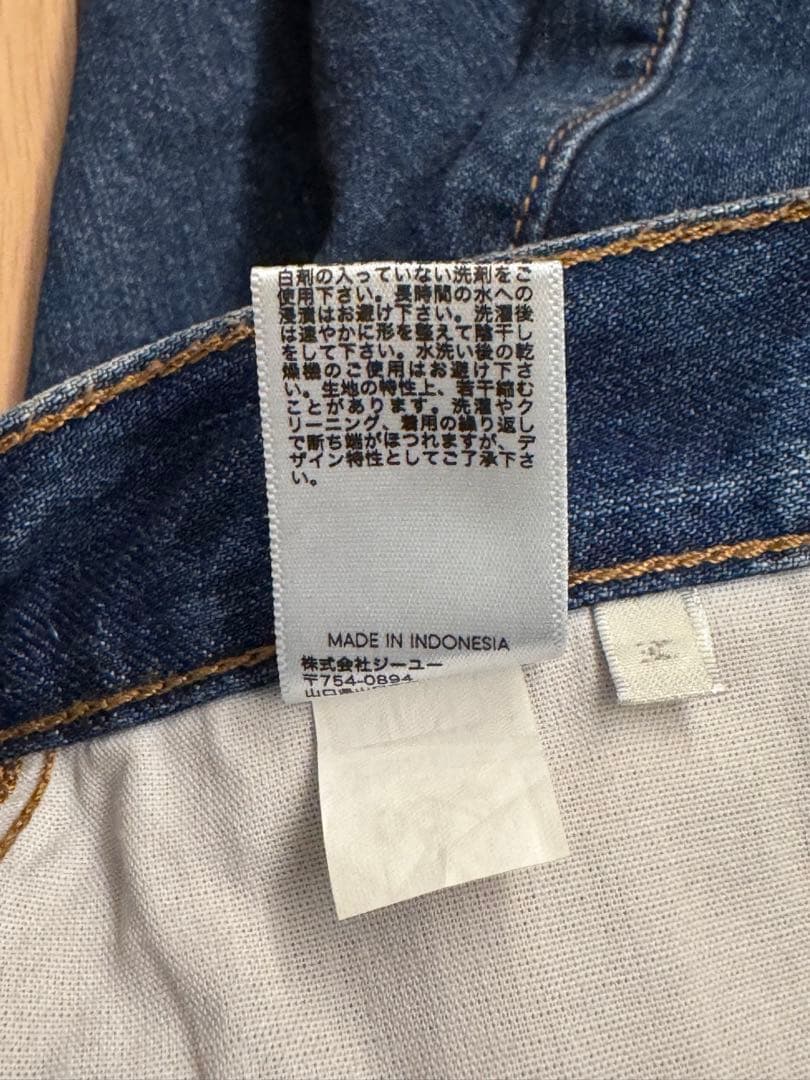 白剤の入っていない洗剤をご
使用下さい。長時間の水への
浸漬はお避け下さい。洗濯後
は速やかに形を整えて陰干し
をして下さい。水洗い後の乾
燥機のご使用はお避け下さ
い。生地の特性上、若干縮む
ことがあります。洗濯やク
リーニング、着用の繰り返し
で断ち端がほつれますが、デ
ザイン特性としてご了承下さ
い。
MADE IN INDONESIA
株式会社ジーユー
〒754-0894
山口県山口